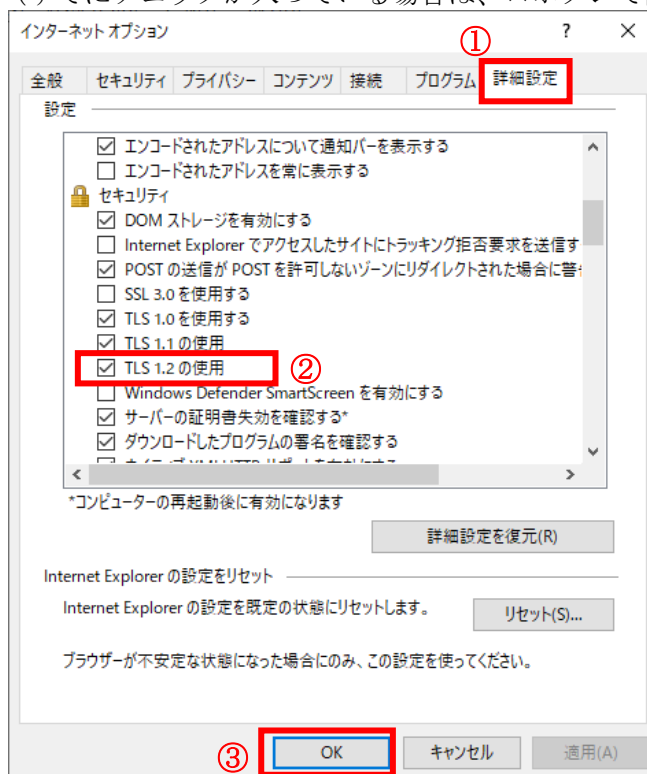 インターネット オプション
①
?
×
全般
セキュリティ
プライバシー
コンテンツ
接続
プログラム
詳細設定
設定
エンコードされたアドレスについて通知バーを表示する
エンコードされたアドレスを常に表示する
セキュリティ
DOM ストレージを有効にする
Internet Explorer でアクセスしたサイトにトラッキング拒否要求を送信す
POST の送信が POST を許可しないゾーンにリダイレクトされた場合に警
SSL 3.0 を使用する
TLS 1.0 を使用する
TLS 1.1 の使用
TLS 1.2 の使用
②
Windows Defender SmartScreen を有効にする
サーバーの証明書失効を確認する*
ダウンロードしたプログラムの署名を確認する
*コンピューターの再起動後に有効になります
詳細設定を復元(R)
Internet Explorer の設定をリセット
Internet Explorer の設定を既定の状態にリセットします。
リセット(S)...
ブラウザーが不安定な状態になった場合にのみ、この設定を使ってください。
③
OK
キャンセル
適用(A)